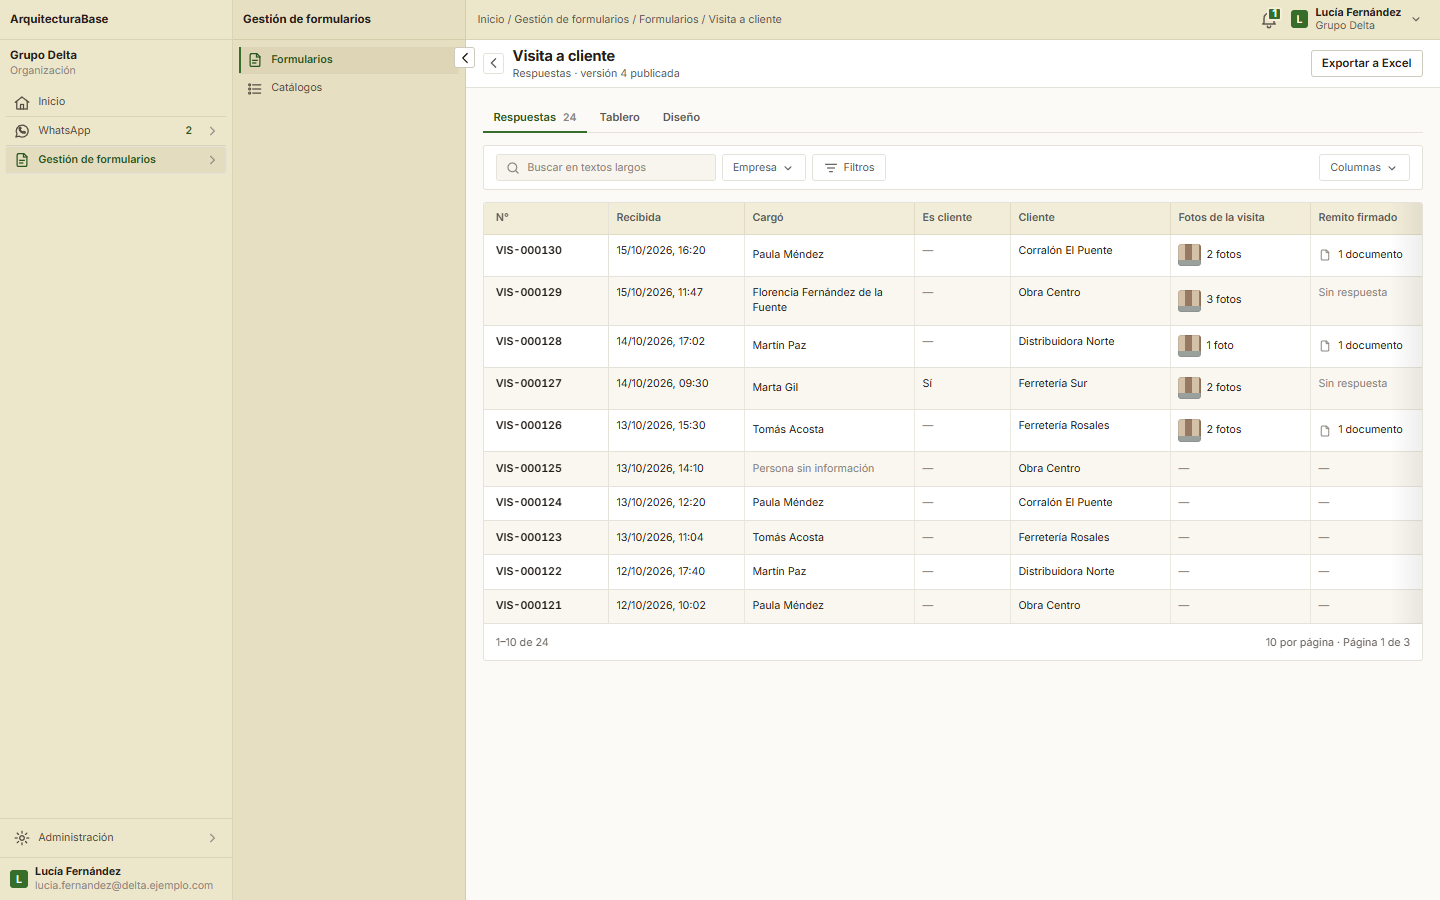 ArquitecturaBase
Grupo Delta
Organización
Inicio
WhatsApp 2
Gestión de formularios
Administración
L
Lucía Fernández
lucia.fernandez@delta.ejemplo.com
Gestión de formularios
Formularios
Catálogos
Inicio / Gestión de formularios / Formularios / Visita a cliente
1
L
Lucía Fernández
Grupo Delta
Visita a cliente
Respuestas · versión 4 publicada
Exportar a Excel
Respuestas 24 Tablero Diseño
Buscar en textos largos Empresa Filtros Columnas
N° Recibida Cargó Es cliente Cliente Fotos de la visita Remito firmado
VIS-000130 15/10/2026, 16:20 Paula Méndez — Corralón El Puente 2 fotos 1 documento
VIS-000129 15/10/2026, 11:47 Florencia Fernández de la — Obra Centro 3 fotos Sin respuesta
Fuente
VIS-000128 14/10/2026, 17:02 Martín Paz — Distribuidora Norte 1 foto 1 documento
VIS-000127 14/10/2026, 09:30 Marta Gil Sí Ferretería Sur 2 fotos Sin respuesta
VIS-000126 13/10/2026, 15:30 Tomás Acosta — Ferretería Rosales 2 fotos 1 documento
VIS-000125 13/10/2026, 14:10 Persona sin información — Obra Centro — —
VIS-000124 13/10/2026, 12:20 Paula Méndez — Corralón El Puente — —
VIS-000123 13/10/2026, 11:04 Tomás Acosta — Ferretería Rosales — —
VIS-000122 12/10/2026, 17:40 Martín Paz — Distribuidora Norte — —
VIS-000121 12/10/2026, 10:02 Paula Méndez — Obra Centro — —
1–10 de 24 10 por página · Página 1 de 3